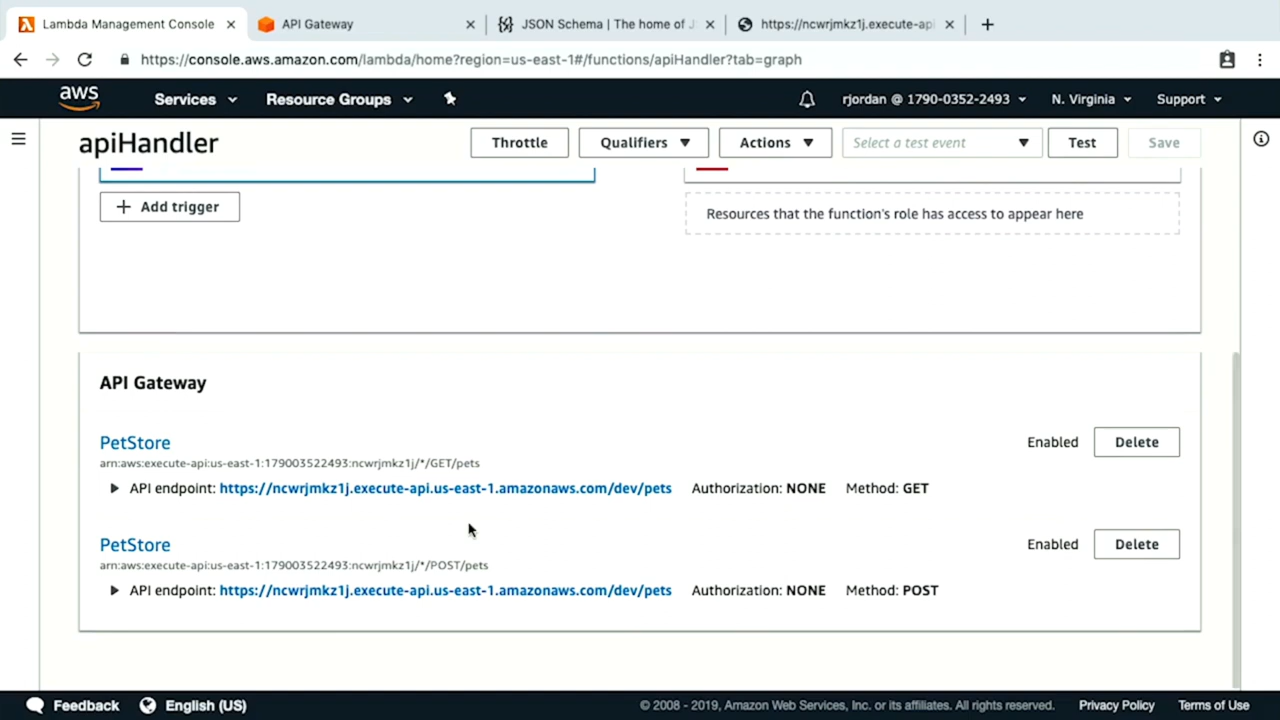 Lambda Management Console
API Gateway
JSON Schema | The home of J
https://ncwrjmkz1j.execute-api
https://console.aws.amazon.com/lambda/home?region=us-east-1#/functions/apiHandler?tab=graph
aws
Services
Resource Groups
rjordan @ 1790-0352-2493
N. Virginia
Support
apiHandler
Throttle
Qualifiers
Actions
Select a test event
Test
Save
Add trigger
Resources that the function's role has access to appear here
API Gateway
PetStore
Enabled
Delete
arn:aws:execute-api:us-east-1:179003522493:ncwrjmkz1j/*/GET/pets
API endpoint: https://ncwrjmkz1j.execute-api.us-east-1.amazonaws.com/dev/pets Authorization: NONE Method: GET
PetStore
Enabled
Delete
arn:aws:execute-api:us-east-1:179003522493:ncwrjmkz1j/*/POST/pets
API endpoint: https://ncwrjmkz1j.execute-api.us-east-1.amazonaws.com/dev/pets Authorization: NONE Method: POST
Feedback
English (US)
© 2008 - 2019, Amazon Web Services, Inc. or its affiliates. All rights reserved.
Privacy Policy
Terms of Use